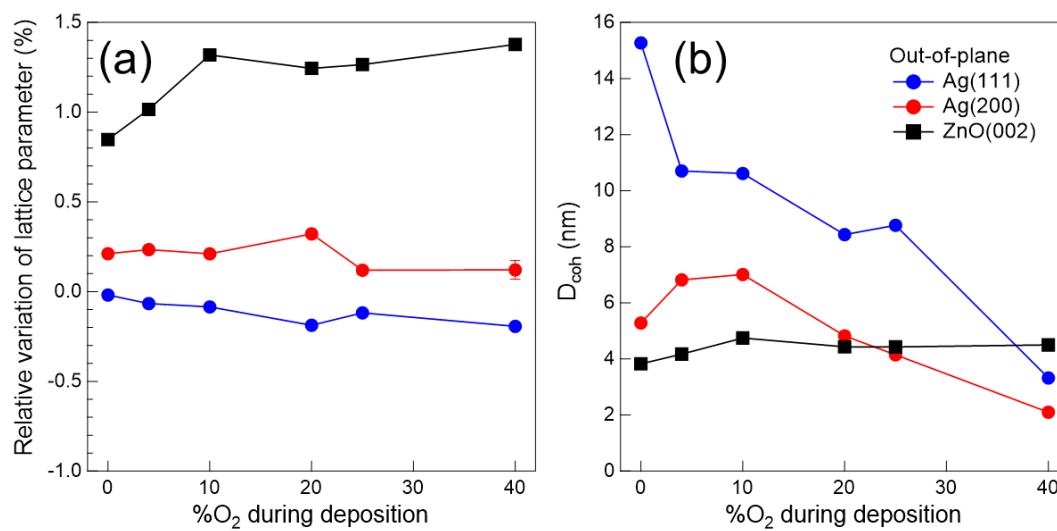 Relative variation of lattice parameter (%)
1.5
1.0
0.5
0.0
-0.5
-1.0
(a)
0
10
20
30
40
%O₂ during deposition
D_coh (nm)
16
14
12
10
8
6
4
2
0
(b)
Out-of-plane
Ag(111)
Ag(200)
ZnO(002)
0
10
20
30
40
%O₂ during deposition